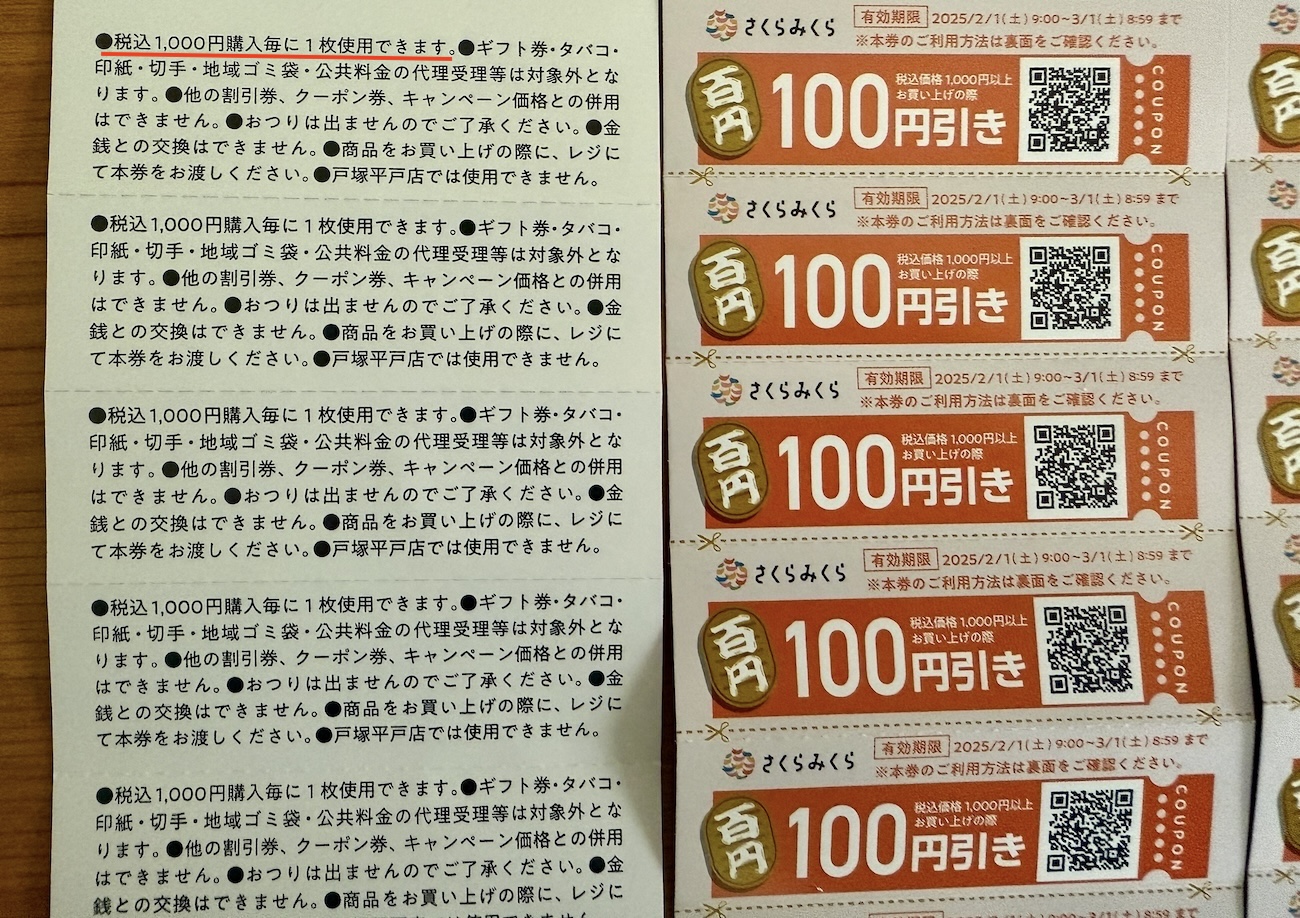 ●税込1,000円購入毎に1枚使用できます。●ギフト券・タバコ・
印紙・切手・地域ゴミ袋・公共料金の代理受理等は対象外とな
ります。●他の割引券、クーポン券、キャンペーン価格との併用
はできません。●おつりは出ませんのでご了承ください。●金
銭との交換はできません。●商品をお買い上げの際に、レジに
て本券をお渡しください。●戸塚平戸店では使用できません。
●税込1,000円購入毎に1枚使用できます。●ギフト券・タバコ・
印紙・切手・地域ゴミ袋・公共料金の代理受理等は対象外とな
ります。●他の割引券、クーポン券、キャンペーン価格との併用
はできません。●おつりは出ませんのでご了承ください。●金
銭との交換はできません。●商品をお買い上げの際に、レジに
て本券をお渡しください。●戸塚平戸店では使用できません。
●税込1,000円購入毎に1枚使用できます。●ギフト券・タバコ・
印紙・切手・地域ゴミ袋・公共料金の代理受理等は対象外とな
ります。●他の割引券、クーポン券、キャンペーン価格との併用
はできません。●おつりは出ませんのでご了承ください。●金
銭との交換はできません。●商品をお買い上げの際に、レジに
て本券をお渡しください。●戸塚平戸店では使用できません。
●税込1,000円購入毎に1枚使用できます。●ギフト券・タバコ・
印紙・切手・地域ゴミ袋・公共料金の代理受理等は対象外とな
ります。●他の割引券、クーポン券、キャンペーン価格との併用
はできません。●おつりは出ませんのでご了承ください。●金
銭との交換はできません。●商品をお買い上げの際に、レジに
て本券をお渡しください。●戸塚平戸店では使用できません。
●税込1,000円購入毎に1枚使用できます。●ギフト券・タバコ・
印紙・切手・地域ゴミ袋・公共料金の代理受理等は対象外とな
ります。●他の割引券、クーポン券、キャンペーン価格との併用
はできません。●おつりは出ませんのでご了承ください。●金
銭との交換はできません。●商品をお買い上げの際に、レジに
さくらみくら
有効期限 2025/2/1(土)9:00~3/1(土)8:59 まで
※本券のご利用方法は裏面をご確認ください。
百円
100円引き
税込価格1,000円以上
お買い上げの際
COUPON
さくらみくら
有効期限 2025/2/1(土)9:00~3/1(土)8:59 まで
※本券のご利用方法は裏面をご確認ください。
百円
100円引き
税込価格1,000円以上
お買い上げの際
COUPON
さくらみくら
有効期限 2025/2/1(土)9:00~3/1(土)8:59 まで
※本券のご利用方法は裏面をご確認ください。
百円
100円引き
税込価格1,000円以上
お買い上げの際
COUPON
さくらみくら
有効期限 2025/2/1(土)9:00~3/1(土)8:59 まで
※本券のご利用方法は裏面をご確認ください。
百円
100円引き
税込価格1,000円以上
お買い上げの際
COUPON
さくらみくら
有効期限 2025/2/1(土)9:00~3/1(土)8:59 まで
※本券のご利用方法は裏面をご確認ください。
百円
100円引き
税込価格1,000円以上
お買い上げの際
COUPON